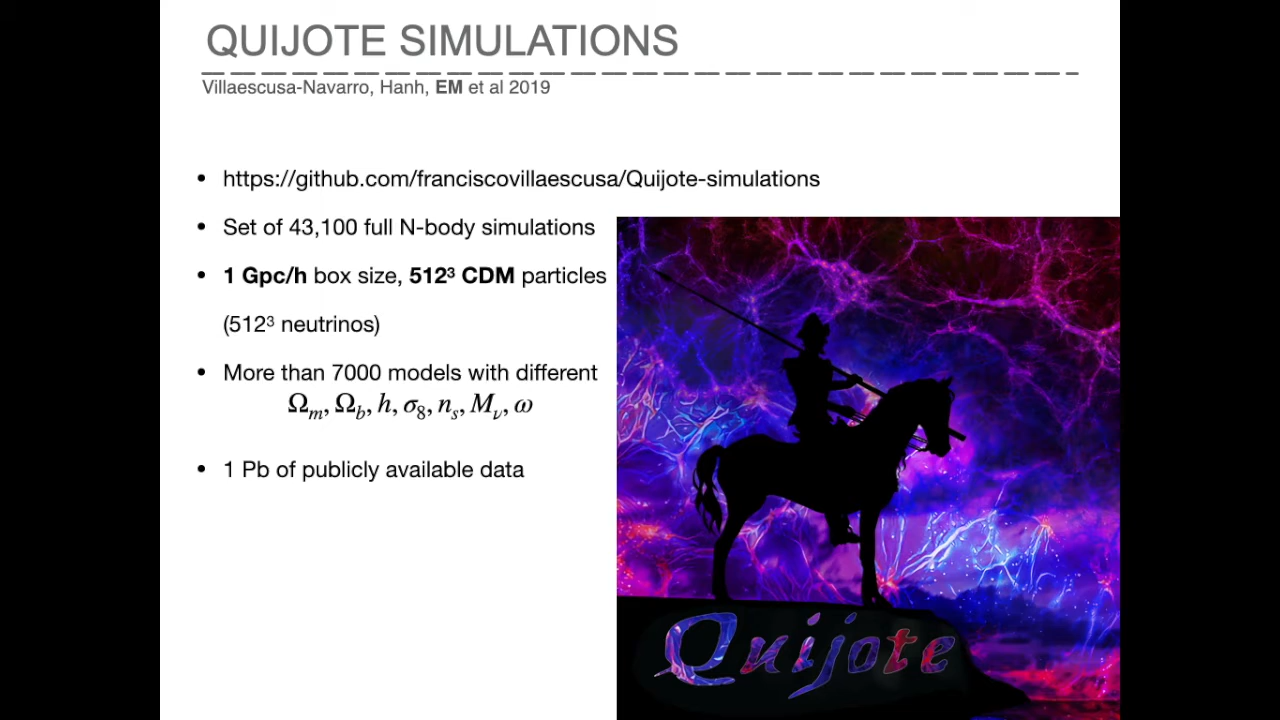 QUIJOTE SIMULATIONS
Villaescusa-Navarro, Hanh, EM et al 2019
• https://github.com/franciscovillaescusa/Quijote-simulations
• Set of 43,100 full N-body simulations
• 1 Gpc/h box size, 512³ CDM particles
(512³ neutrinos)
• More than 7000 models with different
Ωₘ, Ω_b, h, σ₈, nₛ, M_ν, ω
• 1 Pb of publicly available data
Quijote